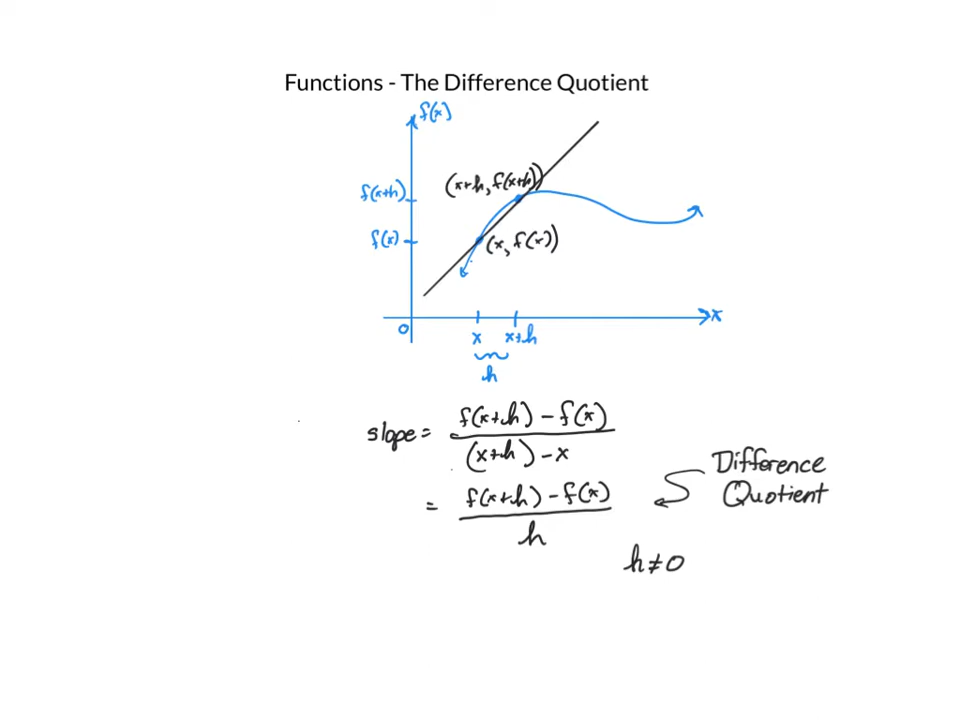 Functions - The Difference Quotient
f(x)
(x+h, f(x+h))
f(x+h)
f(x)
(x, f(x))
0
x
x
x+h
h
slope = f(x+h) - f(x)
(x+h) - x
= f(x+h) - f(x)
h
Difference
Quotient
h ≠ 0